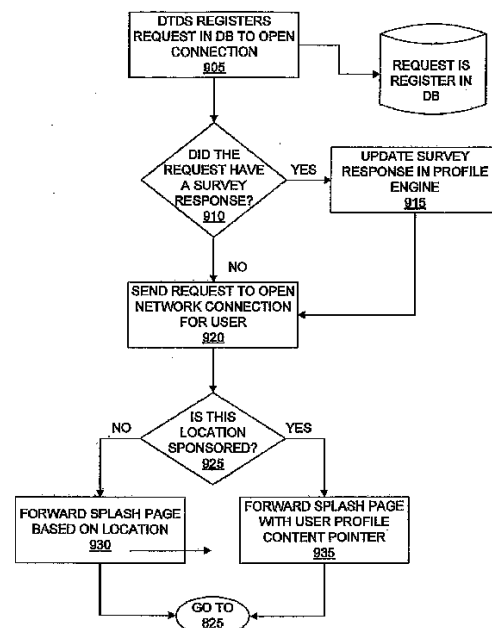 DTDS REGISTERS
REQUEST IN DB TO OPEN
CONNECTION
905
REQUEST IS
REGISTER IN
DB
DID THE
REQUEST HAVE
A SURVEY
RESPONSE?
910
YES
UPDATE SURVEY
RESPONSE IN PROFILE
ENGINE
915
NO
SEND REQUEST TO OPEN
NETWORK CONNECTION
FOR USER
920
NO
IS THIS
LOCATION
SPONSORED?
925
YES
FORWARD SPLASH PAGE
BASED ON LOCATION
930
FORWARD SPLASH PAGE
WITH USER PROFILE
CONTENT POINTER
935
GO TO
825